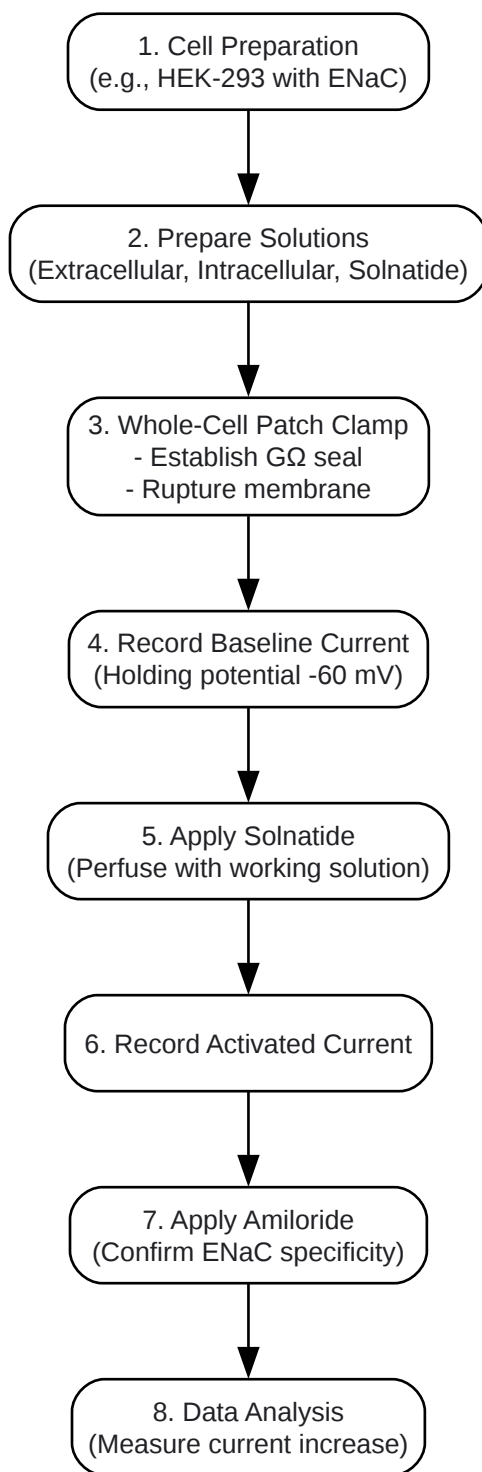 1. Cell Preparation
(e.g., HEK-293 with ENaC)
2. Prepare Solutions
(Extracellular, Intracellular, Solnatide)
3. Whole-Cell Patch Clamp
- Establish GΩ seal
- Rupture membrane
4. Record Baseline Current
(Holding potential -60 mV)
5. Apply Solnatide
(Perfuse with working solution)
6. Record Activated Current
7. Apply Amiloride
(Confirm ENaC specificity)
8. Data Analysis
(Measure current increase)